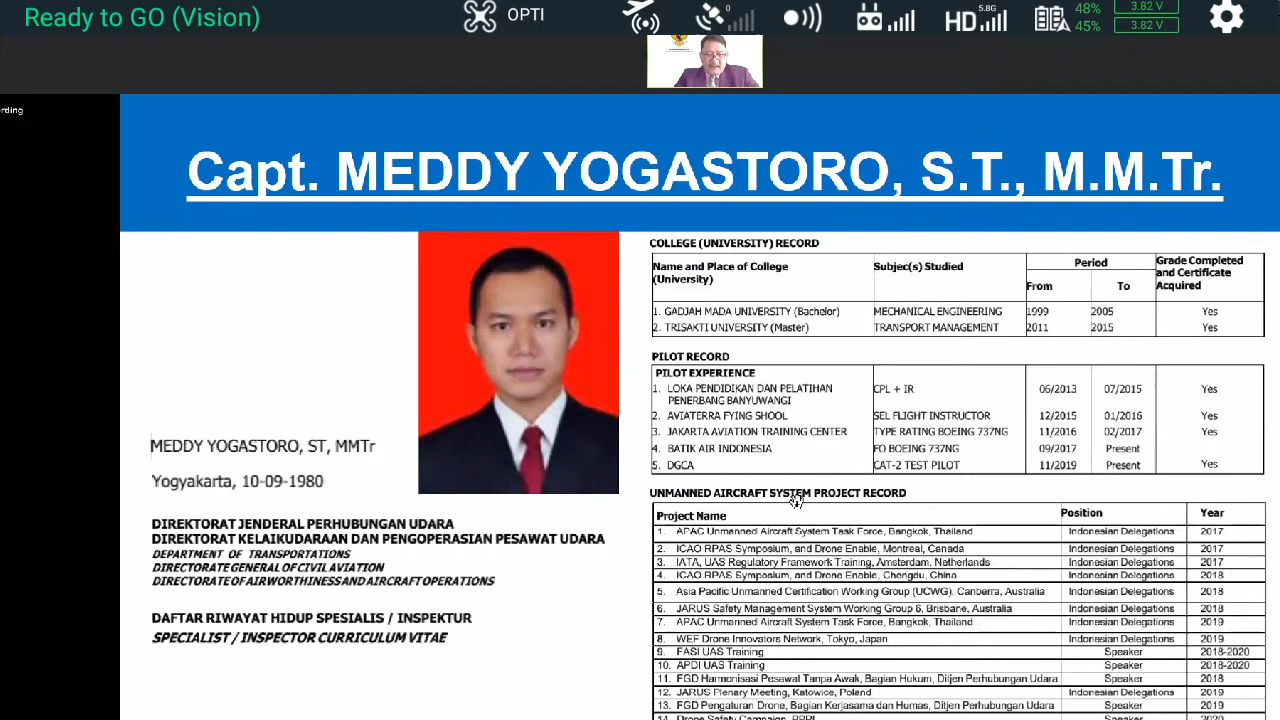 Ready to GO (Vision)
OPTI
0
5.8G
HD
48%
45%
3.82 V
3.82 V
rding
Capt. MEDDY YOGASTORO, S.T., M.M.Tr.
MEDDY YOGASTORO, ST, MMTr
Yogyakarta, 10-09-1980
DIREKTORAT JENDERAL PERHUBUNGAN UDARA
DIREKTORAT KELAIKUDARAAN DAN PENGOPERASIAN PESAWAT UDARA
DEPARTMENT OF TRANSPORTATIONS
DIRECTORATE GENERAL OF CIVIL AVIATION
DIRECTORATE OF AIRWORTHINESS AND AIRCRAFT OPERATIONS
DAFTAR RIWAYAT HIDUP SPESIALIS / INSPEKTUR
SPECIALIST / INSPECTOR CURRICULUM VITAE
COLLEGE (UNIVERSITY) RECORD
Name and Place of College (University) Subjec(s) Studied Period From To Grade Completed and Certificate Acquired
1. GADJAH MADA UNIVERSITY (Bachelor) MECHANICAL ENGINEERING 1999 2005 Yes
2. TRISAKTI UNIVERSITY (Master) TRANSPORT MANAGEMENT 2011 2015 Yes
PILOT RECORD
PILOT EXPERIENCE
1. LOKA PENDIDIKAN DAN PELATIHAN CPL + IR 06/2013 07/2015 Yes
PENERBANG BANYUWANGI
2. AVIATERRA FYING SHOOL SEL FLIGHT INSTRUCTOR 12/2015 01/2016 Yes
3. JAKARTA AVIATION TRAINING CENTER TYPE RATING BOEING 737NG 11/2016 02/2017 Yes
4. BATIK AIR INDONESIA FO BOEING 737NG 09/2017 Present
5. DGCA CAT-2 TEST PILOT 11/2019 Present Yes
UNMANNED AIRCRAFT SYSTEM PROJECT RECORD
Project Name Position Year
1. APAC Unmanned Aircraft System Task Force, Bangkok, Thailand Indonesian Delegations 2017
2. ICAO RPAS Symposium, and Drone Enable, Montreal, Canada Indonesian Delegations 2017
3. IATA, UAS Regulatory Framework Training, Amsterdam, Netherlands Indonesian Delegations 2017
4. ICAO RPAS Symposium, and Drone Enable, Chengdu, China Indonesian Delegations 2018
5. Asia Pacific Unmanned Certification Working Group (UCWG), Canberra, Australia Indonesian Delegations 2018
6. JARUS Safety Management System Working Group 6, Brisbane, Australia Indonesian Delegations 2018
7. APAC Unmanned Aircraft System Task Force, Bangkok, Thailand Indonesian Delegations 2019
8. WEF Drone Innovators Network, Tokyo, Japan Indonesian Delegations 2019
9. FASI UAS Training Speaker 2018-2020
10. APDI UAS Training Speaker 2018-2020
11. FGD Harmonisasi Pesawat Tanpa Awak, Bagian Hukum, Ditjen Perhubungan Udara Speaker 2018
12. JARUS Plenary Meeting, Katowice, Poland Indonesian Delegations 2019
13. FGD Pengaturan Drone, Bagian Kerjasama dan Humas, Ditjen Perhubungan Udara Speaker 2019
14. Drone Safety Campaign, Speaker 2020